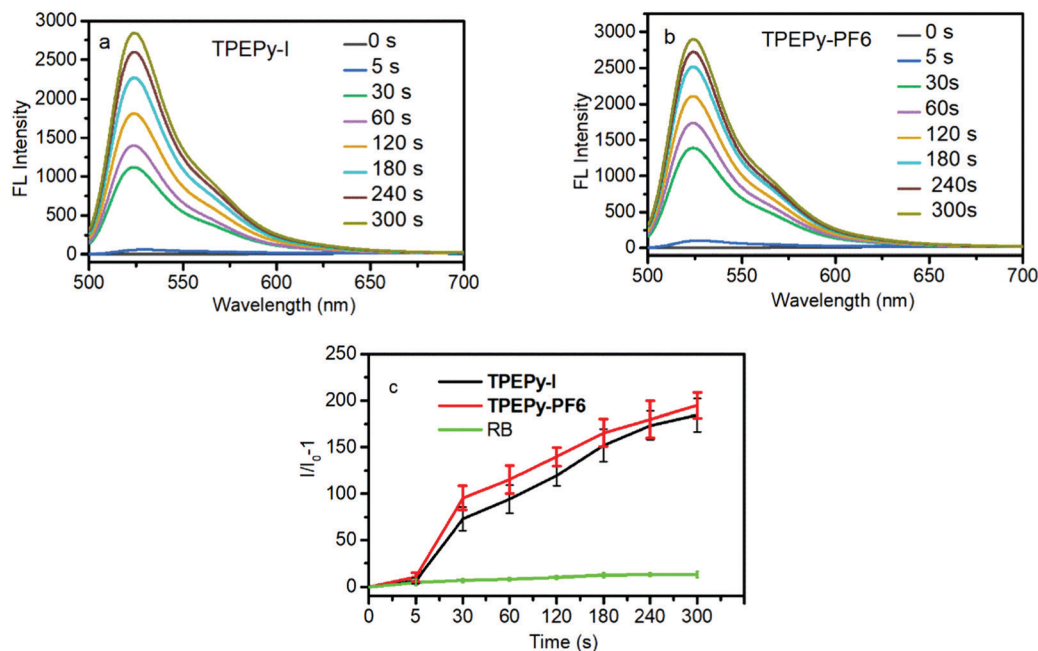 a
TPEPy-I
0 s
5 s
30 s
60 s
120 s
180 s
240 s
300 s
3000
2500
2000
1500
1000
500
0
FL Intensity
500
550
600
650
700
Wavelength (nm)
b
TPEPy-PF6
0 s
5 s
30s
60s
120 s
180 s
240s
300s
3000
2500
2000
1500
1000
500
0
FL Intensity
500
550
600
650
700
Wavelength (nm)
c
TPEPy-I
TPEPy-PF6
RB
250
200
150
100
50
0
I/I0-1
0
5
30
60
120
180
240
300
Time (s)